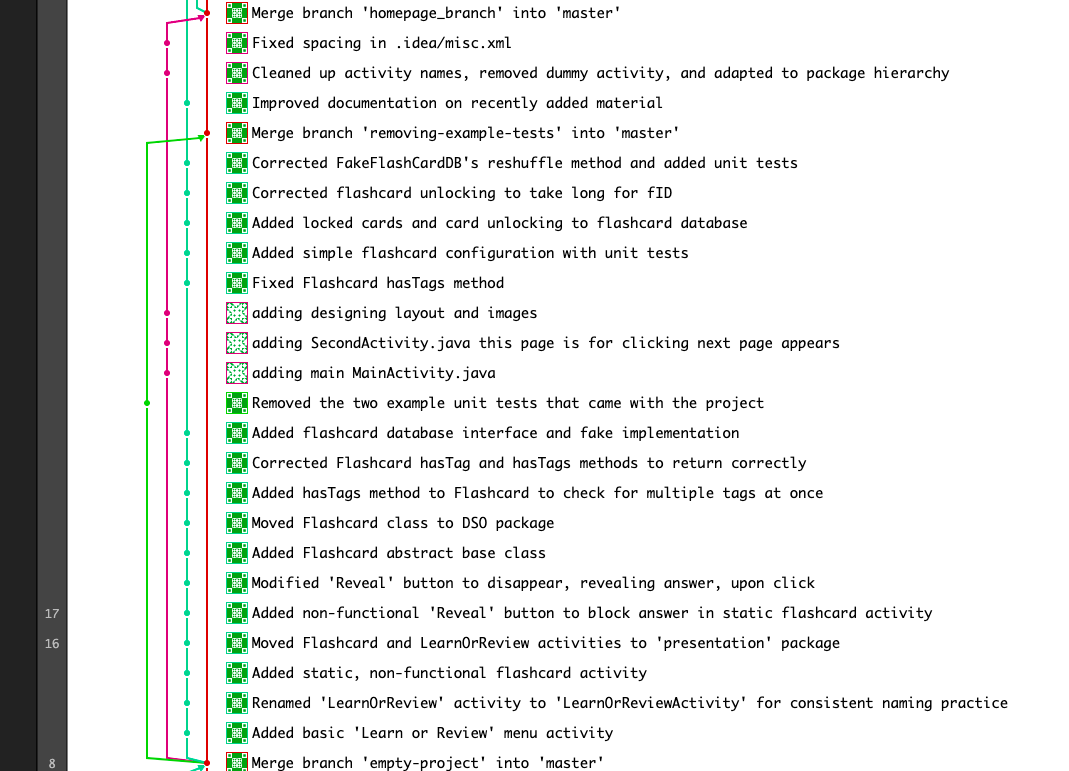 Merge branch 'homepage_branch' into 'master'
Fixed spacing in .idea/misc.xml
Cleaned up activity names, removed dummy activity, and adapted to package hierarchy
Improved documentation on recently added material
Merge branch 'removing-example-tests' into 'master'
Corrected FakeFlashCardDB's reshuffle method and added unit tests
Corrected flashcard unlocking to take long for fID
Added locked cards and card unlocking to flashcard database
Added simple flashcard configuration with unit tests
Fixed Flashcard hasTags method
adding designing layout and images
adding SecondActivity.java this page is for clicking next page appears
adding main MainActivity.java
Removed the two example unit tests that came with the project
Added flashcard database interface and fake implementation
Corrected Flashcard hasTag and hasTags methods to return correctly
Added hasTags method to Flashcard to check for multiple tags at once
Moved Flashcard class to DSO package
Added Flashcard abstract base class
Modified 'Reveal' button to disappear, revealing answer, upon click
17 Added non-functional 'Reveal' button to block answer in static flashcard activity
16 Moved Flashcard and LearnOrReview activities to 'presentation' package
Added static, non-functional flashcard activity
Renamed 'LearnOrReview' activity to 'LearnOrReviewActivity' for consistent naming practice
Added basic 'Learn or Review' menu activity
8 Merge branch 'empty-project' into 'master'